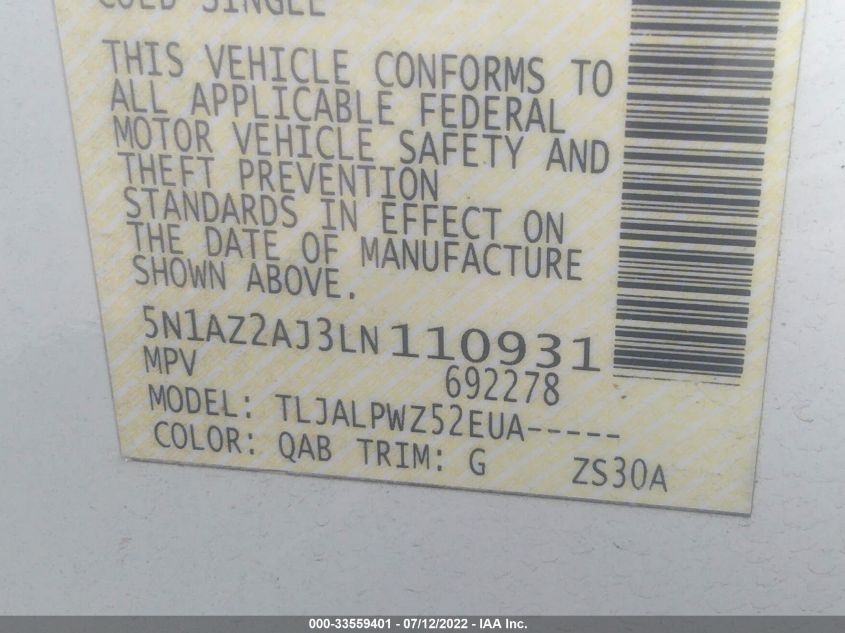 COLD SINGLE
THIS VEHICLE CONFORMS TO
ALL APPLICABLE FEDERAL
MOTOR VEHICLE SAFETY AND
THEFT PREVENTION
STANDARDS IN EFFECT ON
THE DATE OF MANUFACTURE
SHOWN ABOVE.
5N1AZ2AJ3LN110931
MPV 692278
MODEL: TLJALPWZ52EUA-----
COLOR: QAB TRIM: G ZS30A
000-33559401 - 07/12/2022 - IAA Inc.